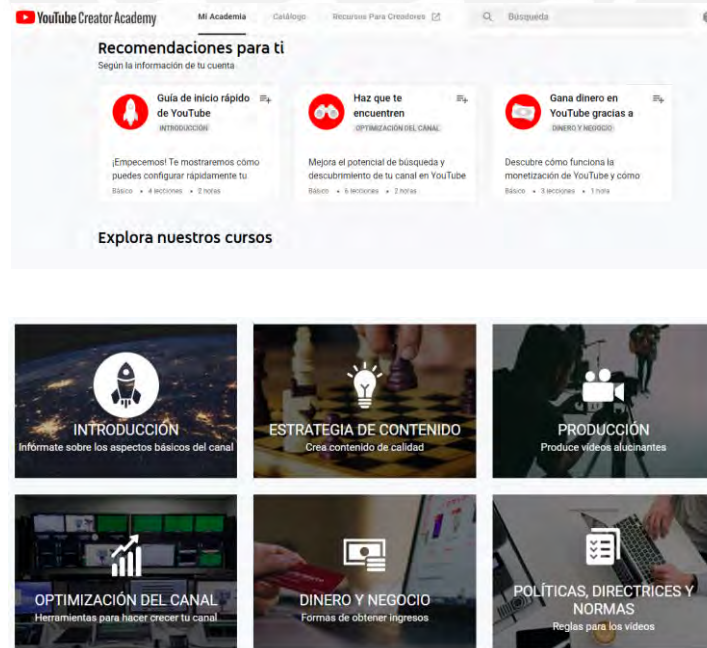 YouTube Creator Academy
Mi Academia
Catálogo
Recursos Para Creadores
Búsqueda
Recomendaciones para ti
Según la información de tu cuenta
Guía de inicio rápido
de YouTube
INTRODUCCIÓN
¡Empecemos! Te mostraremos cómo
puedes configurar rápidamente tu
Básico • 4 lecciones • 2 horas
Haz que te
encuentren
OPTIMIZACIÓN DEL CANAL
Mejora el potencial de búsqueda y
descubrimiento de tu canal en YouTube
Básico • 6 lecciones • 2 horas
Gana dinero en
YouTube gracias a
DINERO Y NEGOCIO
Descubre cómo funciona la
monetización de YouTube y cómo
Básico • 3 lecciones • 1 hora
Explora nuestros cursos
INTRODUCCIÓN
Infórmate sobre los aspectos básicos del canal
ESTRATEGIA DE CONTENIDO
Crea contenido de calidad
PRODUCCIÓN
Produce vídeos alucinantes
OPTIMIZACIÓN DEL CANAL
Herramientas para hacer crecer tu canal
DINERO Y NEGOCIO
Formas de obtener ingresos
POLÍTICAS, DIRECTRICES Y
NORMAS
Reglas para los vídeos